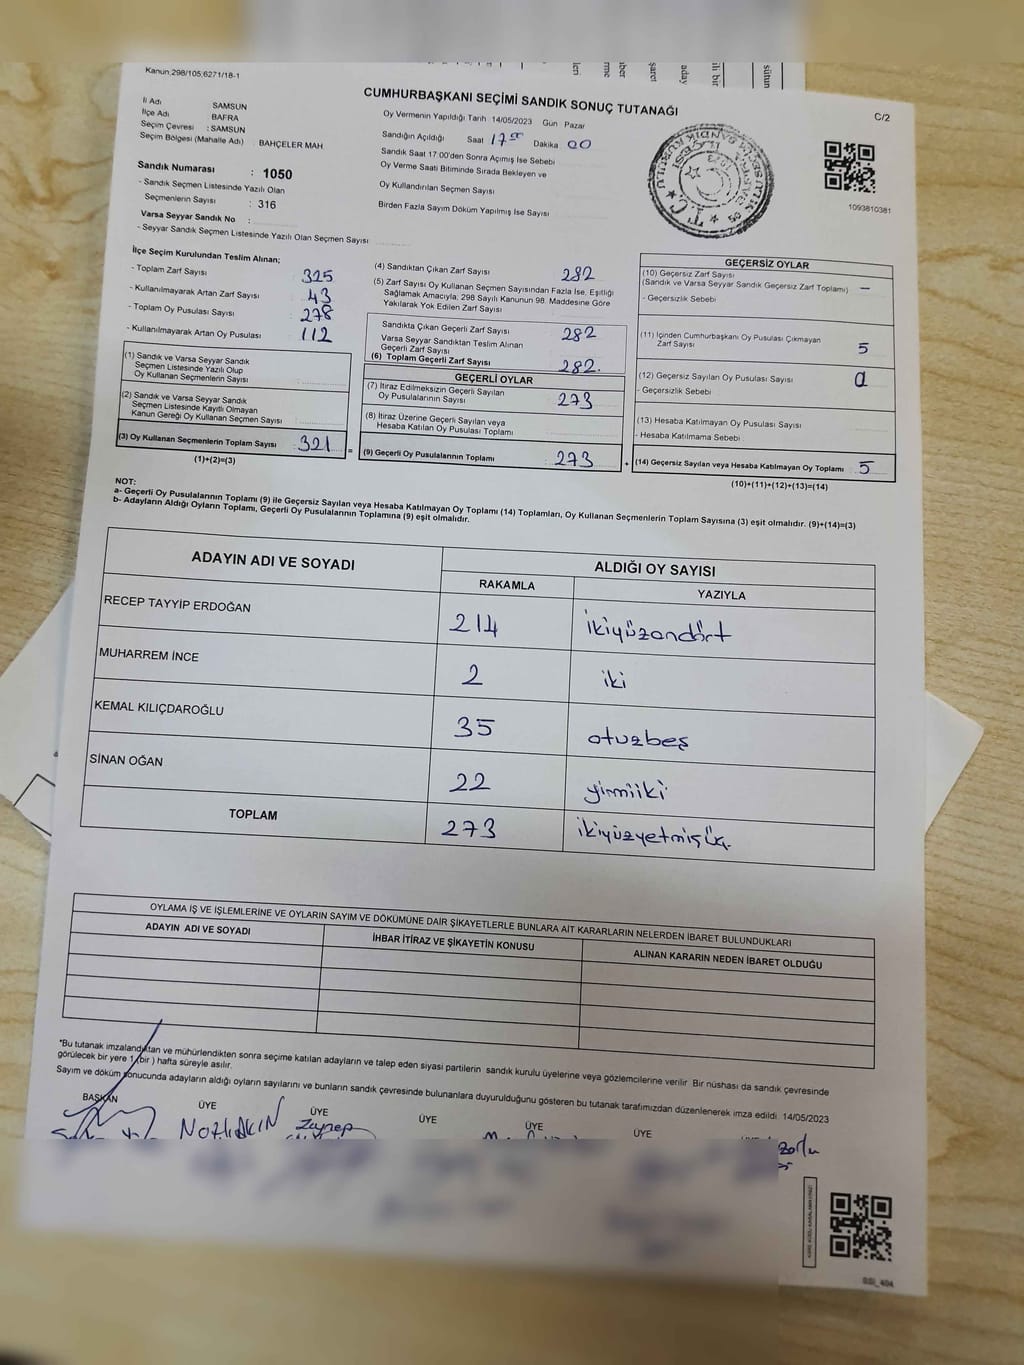 Kanun;298/105,6271/18-1
CUMHURBAŞKANI SEÇİMİ SANDIK SONUÇ TUTANAĞI
C/2
İl Adı SAMSUN
İlçe Adı BAFRA
Seçim Çevresi : SAMSUN
Seçim Bölgesi (Mahalle Adı) : BAHÇELER MAH
Sandık Numarası : 1050
- Sandık Seçmen Listesinde Yazılı Olan
Seçmenlerin Sayısı : 316
Varsa Seyyar Sandık No :
- Seyyar Sandık Seçmen Listesinde Yazılı Olan Seçmen Sayısı
Oy Vermenin Yapıldığı Tarih :14/05/2023 Gün Pazar
Sandığın Açıldığı Saat 17 00 Dakika 00
Sandık Saat 17:00'den Sonra Açımış İse Sebebi
Oy Verme Saati Bitiminde Sırada Bekleyen ve
Oy Kullandırılan Seçmen Sayısı
Birden Fazla Sayım Döküm Yapılmış İse Sayısı
1093810381
İlçe Seçim Kurulundan Teslim Alınan;
- Toplam Zarf Sayısı 325
- Kullanılmayarak Artan Zarf Sayısı 43
- Toplam Oy Pusulası Sayısı 278
- Kullanılmayarak Artan Oy Pusulası 112
(1) Sandık ve Varsa Seyyar Sandık
Seçmen Listesinde Yazılı Olup
Oy Kullanan Seçmenlerin Sayısı :
(2) Sandık ve Varsa Seyyar Sandık
Seçmen Listesinde Kayıtlı Olmayan
Kanun Gereği Oy Kullanan Seçmen Sayısı
(3) Oy Kullanan Seçmenlerin Toplam Sayısı 321 =
(1)+(2)=(3)
(4) Sandıktan Çıkan Zarf Sayısı 282
(5) Zarf Sayısı Oy Kullanan Seçmen Sayısından Fazla İse, Eşitliği
Sağlamak Amacıyla; 298 Sayılı Kanunun 98. Maddesine Göre
Yakılarak Yok Edilen Zarf Sayısı
Sandıkta Çıkan Geçerli Zarf Sayısı 282
Varsa Seyyar Sandıktan Teslim Alınan
Geçerli Zarf Sayısı
(6) Toplam Geçerli Zarf Sayısı 282.
GEÇERLİ OYLAR
(7) İtiraz Edilmeksizin Geçerli Sayılan
Oy Pusulalarının Sayısı 273
(8) İtiraz Üzerine Geçerli Sayılan veya
Hesaba Katılan Oy Pusulası Toplamı
(9) Geçerli Oy Pusulalarının Toplamı 273 +
GEÇERSİZ OYLAR
(10) Geçersiz Zarf Sayısı
(Sandık ve Varsa Seyyar Sandık Geçersiz Zarf Toplamı) —
- Geçersizlik Sebebi
(11) İçinden Cumhurbaşkanı Oy Pusulası Çıkmayan
Zarf Sayısı 5
(12) Geçersiz Sayılan Oy Pusulası Sayısı
- Geçersizlik Sebebi
(13) Hesaba Katılmayan Oy Pusulası Sayısı
- Hesaba Katılmama Sebebi
(14) Geçersiz Sayılan veya Hesaba Katılmayan Oy Toplamı 5
(10)+(11)+(12)+(13)=(14)
NOT:
a- Geçerli Oy Pusulalarının Toplamı (9) ile Geçersiz Sayılan veya Hesaba Katılmayan Oy Toplamı (14) Toplamları, Oy Kullanan Seçmenlerin Toplam Sayısına (3) eşit olmalıdır. (9)+(14)=(3)
b- Adayların Aldığı Oyların Toplamı, Geçerli Oy Pusulalarının Toplamına (9) eşit olmalıdır.
ADAYIN ADI VE SOYADI
ALDIĞI OY SAYISI
RAKAMLA YAZIYLA
RECEP TAYYİP ERDOĞAN 214 ikiyüzondört
MUHARREM İNCE 2 iki
KEMAL KILIÇDAROĞLU 35 otuzbeş
SİNAN OĞAN 22 yirmiiki
TOPLAM 273 ikiyüzyetmişüç.
OYLAMA İŞ VE İŞLEMLERİNE VE OYLARIN SAYIM VE DÖKÜMÜNE DAİR ŞİKAYETLERLE BUNLARA AİT KARARLARIN NELERDEN İBARET BULUNDUKLARI
ADAYIN ADI VE SOYADI İHBAR İTİRAZ VE ŞİKAYETİN KONUSU ALINAN KARARIN NEDEN İBARET OLDUĞU
*Bu tutanak imzalandıktan ve mühürlendikten sonra seçime katılan adayların ve talep eden siyasi partilerin sandık kurulu üyelerine veya gözlemcilerine verilir. Bir nüshası da sandık çevresinde
görülecek bir yere 1 (bir ) hafta süreyle asılır.
Sayım ve döküm sonucunda adayların aldığı oyların sayılarını ve bunların sandık çevresinde bulunanlara duyurulduğunu gösteren bu tutanak tarafımızdan düzenlenerek imza edildi. 14/05/2023
BAŞKAN ÜYE ÜYE ÜYE ÜYE ÜYE
Zeynep